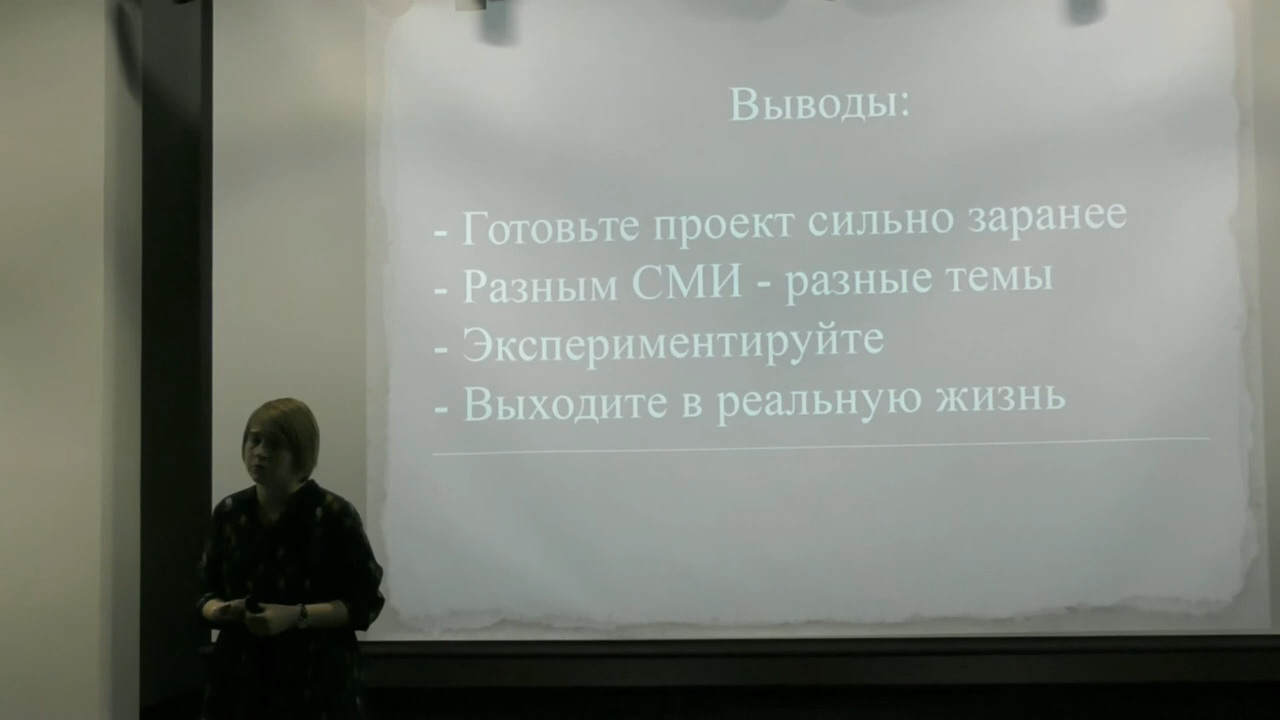 Выводы:
- Готовьте проект сильно заранее
- Разным СМИ - разные темы
- Экспериментируйте
- Выходите в реальную жизнь